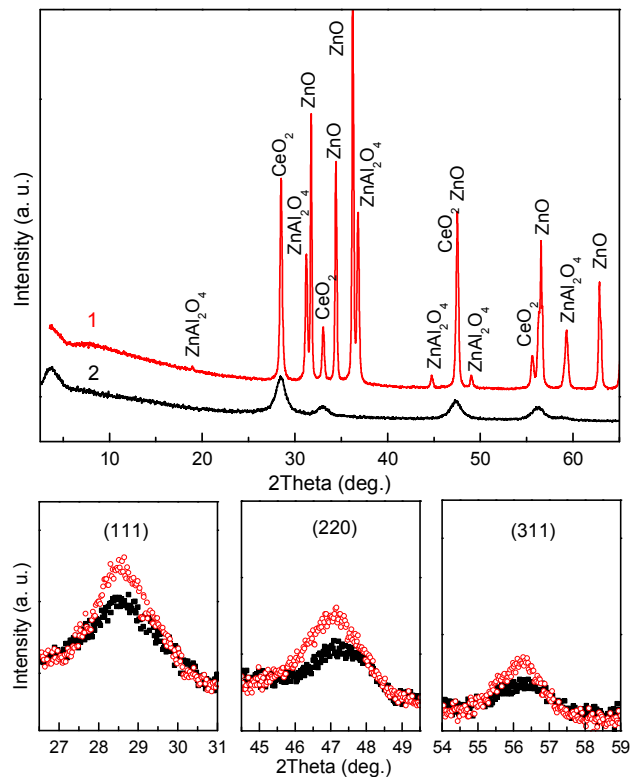 Intensity (a. u.)
1
2
ZnAl₂O₄
CeO₂
ZnAl₂O₄
ZnO
CeO₂
ZnO
ZnO
ZnAl₂O₄
ZnAl₂O₄
CeO₂ ZnO
ZnAl₂O₄
CeO₂
ZnO
ZnAl₂O₄
ZnO
10 20 30 40 50 60
2Theta (deg.)
Intensity (a. u.)
(111)
(220)
(311)
27 28 29 30 31
45 46 47 48 49
54 55 56 57 58 59
2Theta (deg.)